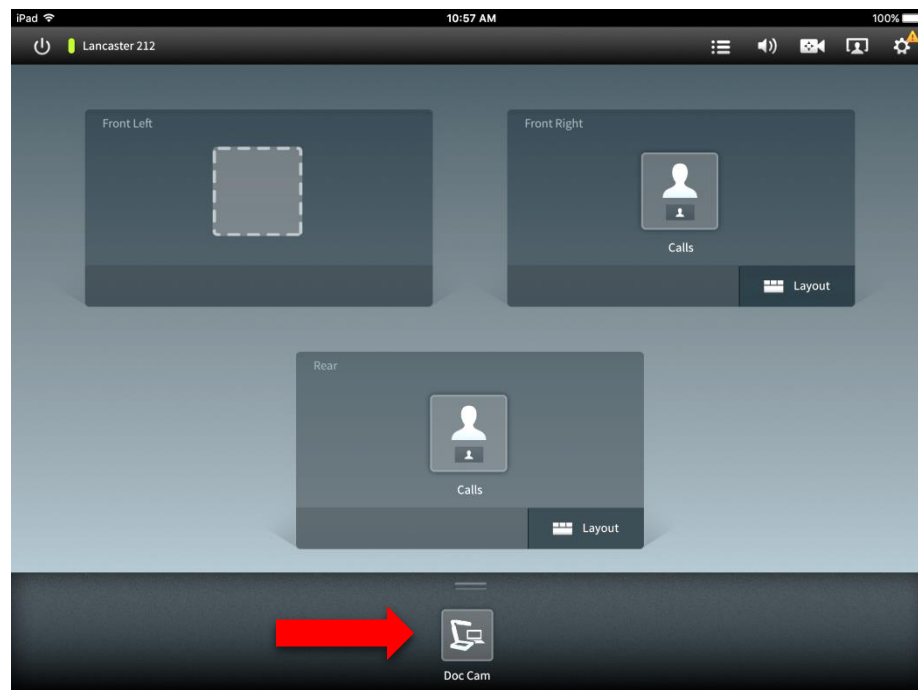 iPad 10:57 AM 100%
Lancaster 212
Front Left
Front Right
Calls
Layout
Rear
Calls
Layout
Doc Cam